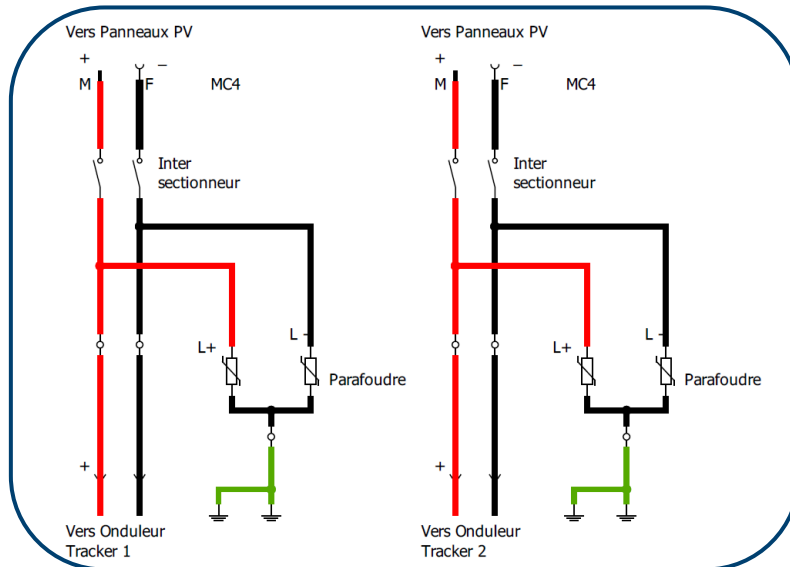 Vers Panneaux PV
+
–
M
F
MC4
Inter
sectionneur
L+
L -
Parafoudre
+
Vers Onduleur
Tracker 1
Vers Panneaux PV
+
–
M
F
MC4
Inter
sectionneur
L+
L -
Parafoudre
+
Vers Onduleur
Tracker 2